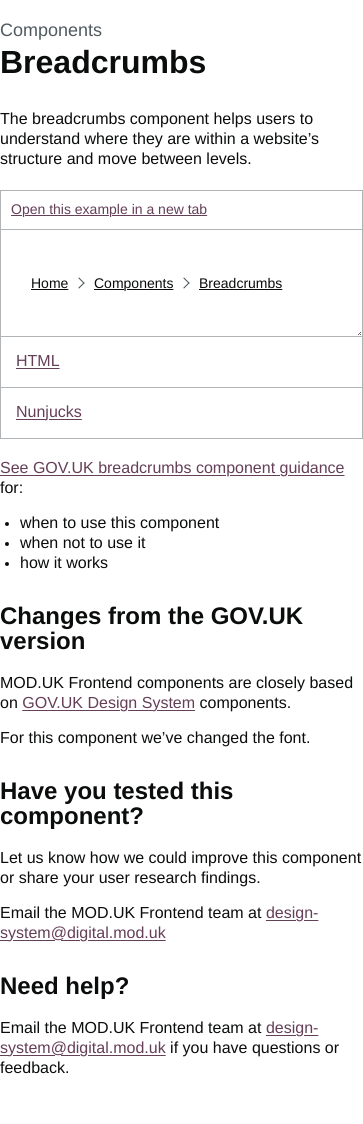 Components
Breadcrumbs
The breadcrumbs component helps users to
understand where they are within a website’s
structure and move between levels.
Open this example in a new tab
Home > Components > Breadcrumbs
HTML
Nunjucks
See GOV.UK breadcrumbs component guidance
for:
• when to use this component
• when not to use it
• how it works
Changes from the GOV.UK
version
MOD.UK Frontend components are closely based
on GOV.UK Design System components.
For this component we’ve changed the font.
Have you tested this
component?
Let us know how we could improve this component
or share your user research findings.
Email the MOD.UK Frontend team at design-
system@digital.mod.uk
Need help?
Email the MOD.UK Frontend team at design-
system@digital.mod.uk if you have questions or
feedback.